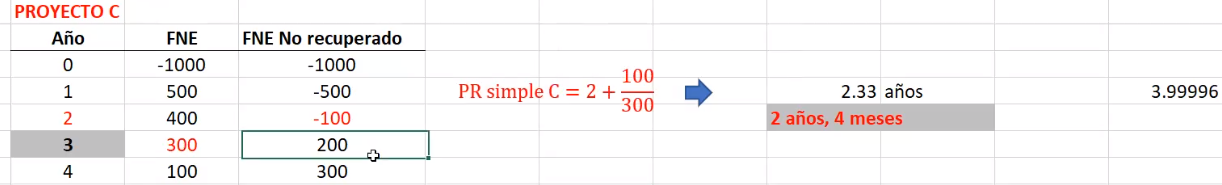 PROYECTO C
Año FNE FNE No recuperado
0 -1000 -1000
1 500 -500 PR simple C = 2 + 100/300 2.33 años 3.99996
2 400 -100 2 años, 4 meses
3 300 200
4 100 300